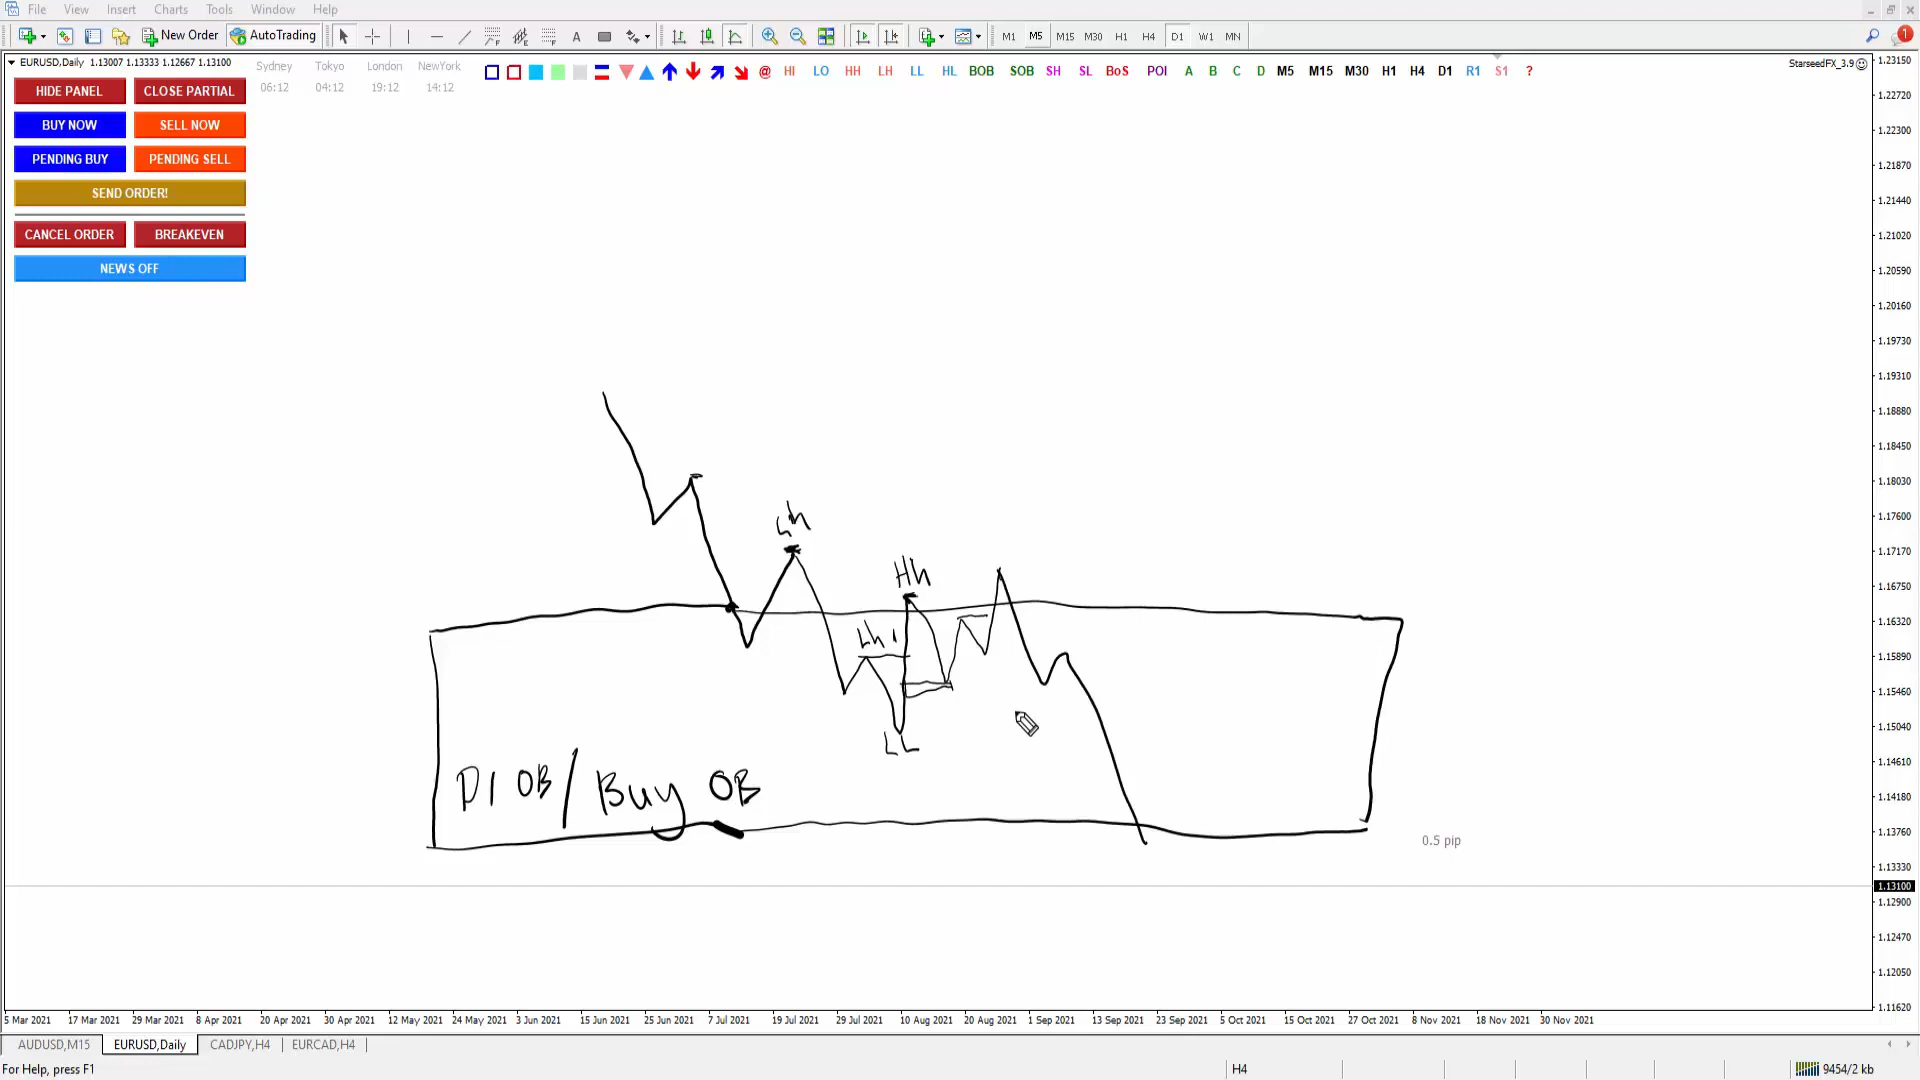 File View Insert Charts Tools Window Help
New Order AutoTrading A M1 M5 M15 M30 H1 H4 D1 W1 MN 1
EURUSD,Daily 1.13007 1.13333 1.12667 1.13100
Sydney Tokyo London NewYork
06:12 04:12 19:12 14:12
@ HI LO HH LH LL HL BOB SOB SH SL BoS POI A B C D M5 M15 M30 H1 H4 D1 R1 S1 ?
StarseedFX_3.9
HIDE PANEL CLOSE PARTIAL
BUY NOW SELL NOW
PENDING BUY PENDING SELL
SEND ORDER!
CANCEL ORDER BREAKEVEN
NEWS OFF
Lh
Hh
Lh1
LL
D1 OB/ Buy OB
0.5 pip
1.23150
1.22720
1.22300
1.21870
1.21440
1.21020
1.20590
1.20160
1.19730
1.19310
1.18880
1.18450
1.18030
1.17600
1.17170
1.16750
1.16320
1.15890
1.15460
1.15040
1.14610
1.14180
1.13760
1.13330
1.13100
1.12900
1.12470
1.12050
1.11620
5 Mar 2021 17 Mar 2021 29 Mar 2021 8 Apr 2021 20 Apr 2021 30 Apr 2021 12 May 2021 24 May 2021 3 Jun 2021 15 Jun 2021 25 Jun 2021 7 Jul 2021 19 Jul 2021 29 Jul 2021 10 Aug 2021 20 Aug 2021 1 Sep 2021 13 Sep 2021 23 Sep 2021 5 Oct 2021 15 Oct 2021 27 Oct 2021 8 Nov 2021 18 Nov 2021 30 Nov 2021
AUDUSD,M15 EURUSD,Daily CADJPY,H4 EURCAD,H4
For Help, press F1 H4 9454/2 kb